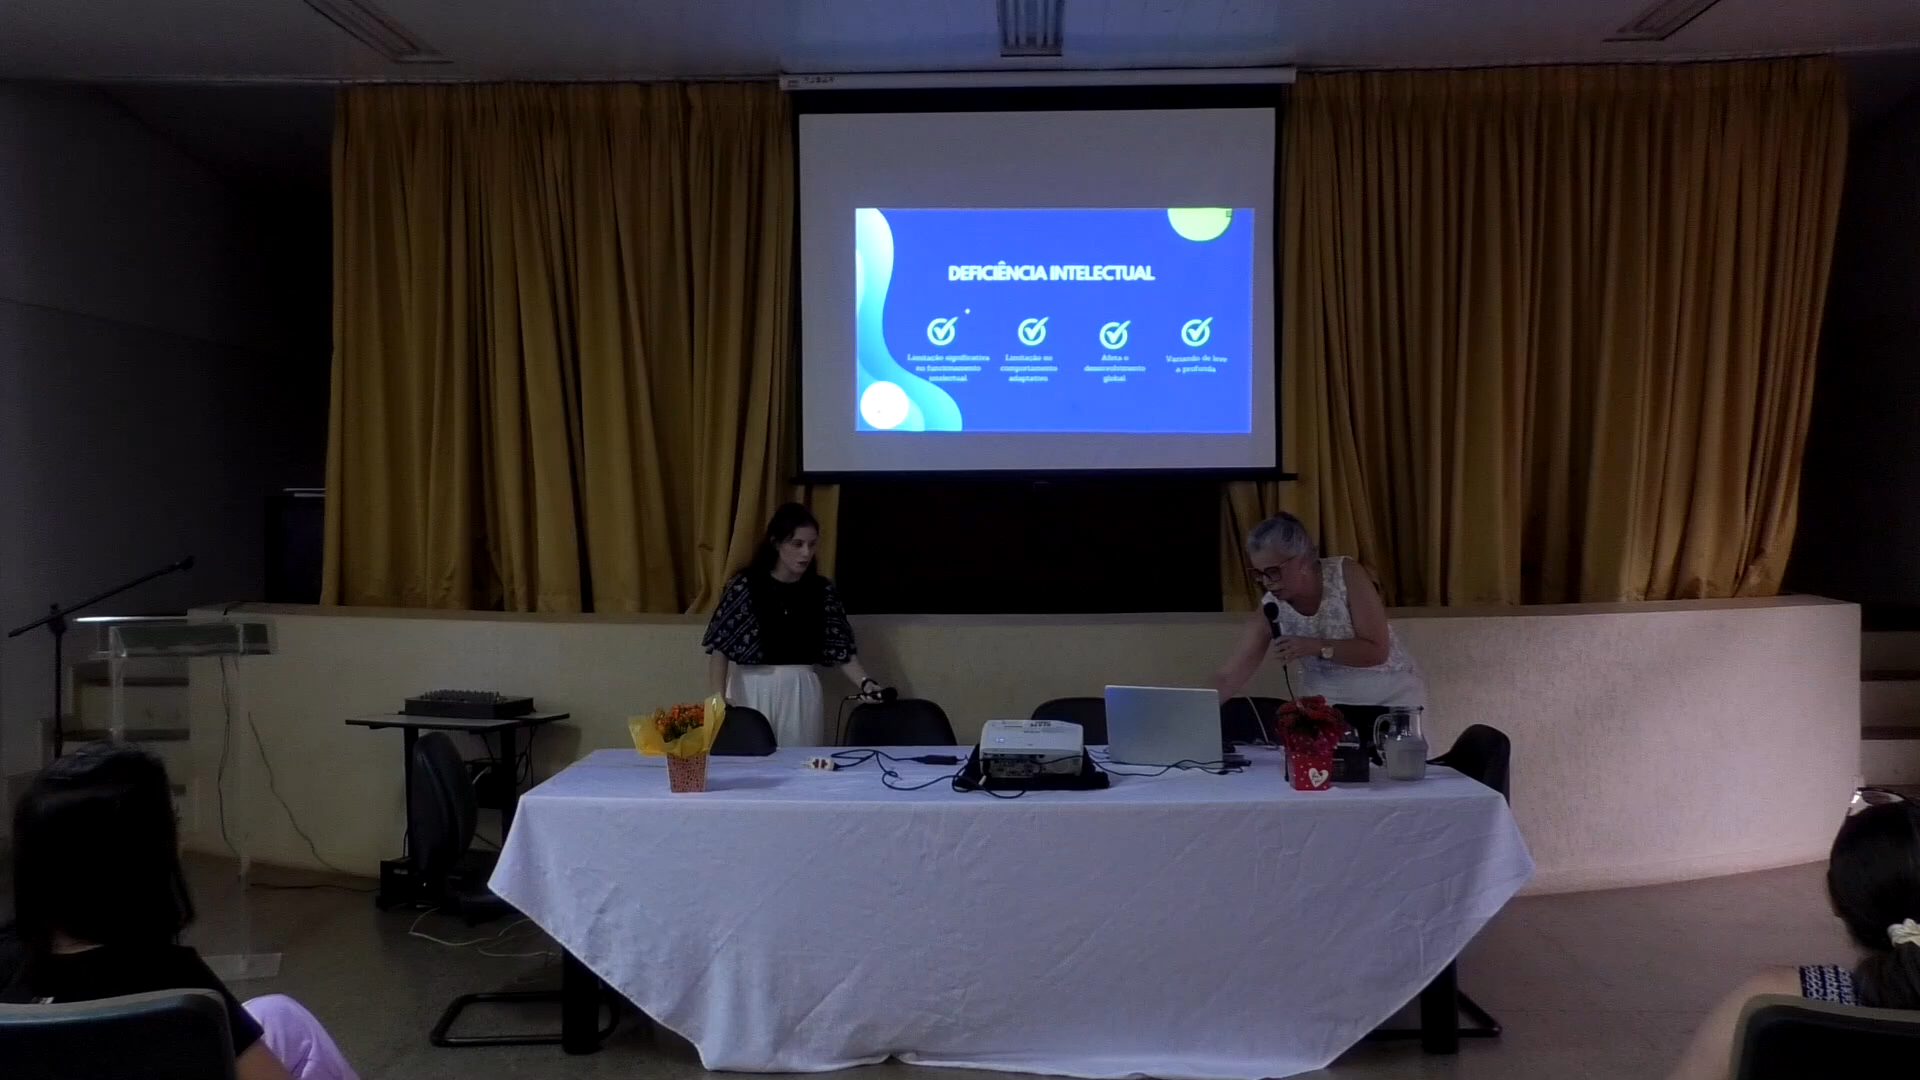 DEFICIÊNCIA INTELECTUAL
Limitação significativa
no funcionamento
intelectual
Limitação no
comportamento
adaptativo
Afeta o
desenvolvimento
global
Variando de leve
a profunda